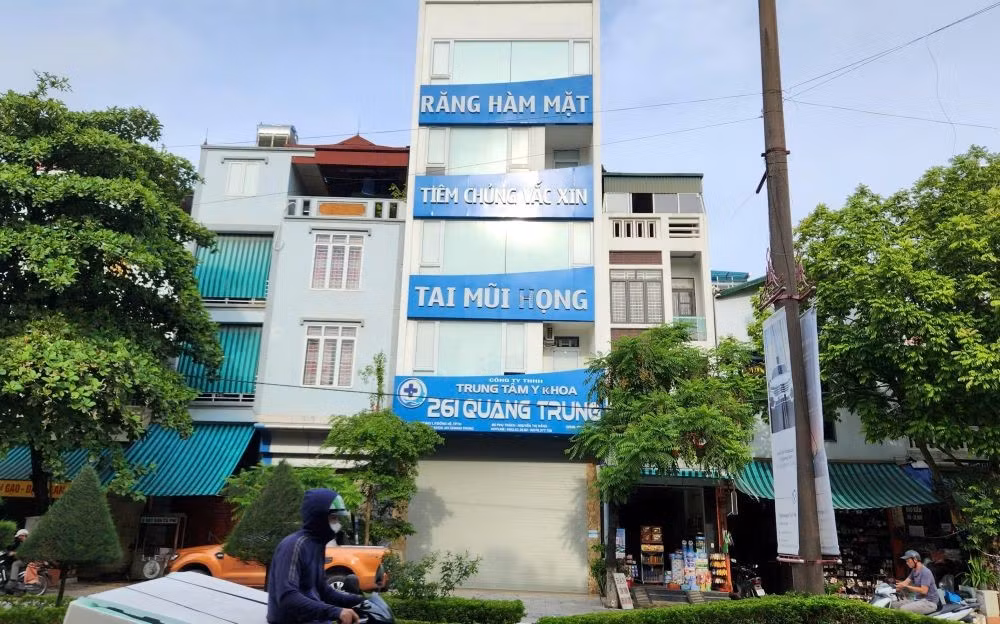 RĂNG HÀM MẶT
TIÊM CHỦNG VẮC XIN
TAI MŨI HỌNG
CÔNG TY TNHH
TRUNG TÂM Y KHOA
261 QUANG TRUNG